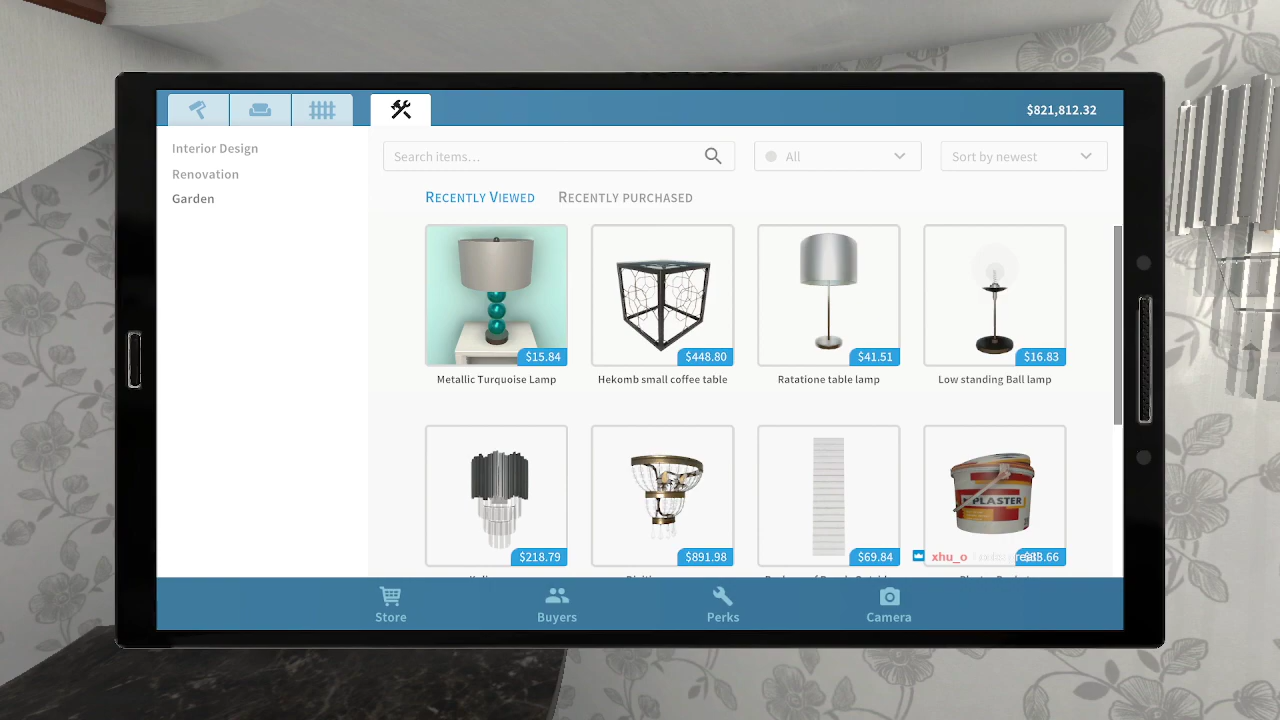 $821,812.32
Interior Design
Renovation
Garden
Search items...
All
Sort by newest
Recently Viewed
Recently purchased
$15.84
$448.80
$41.51
$16.83
Metallic Turquoise Lamp
Hekomb small coffee table
Ratatione table lamp
Low standing Ball lamp
PLASTER
$218.79
$891.98
$69.84
xhu_o
Store
Buyers
Perks
Camera